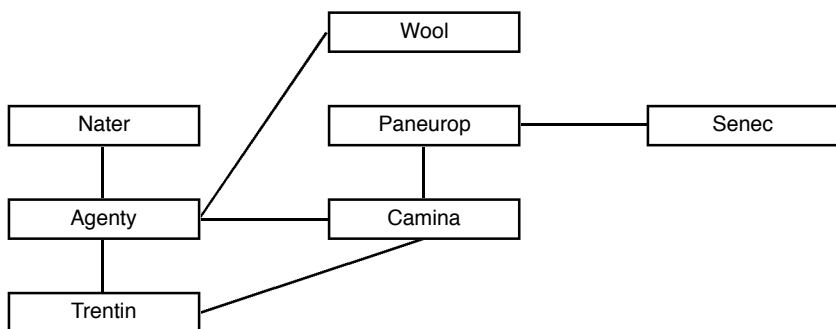 Wool
Nater
Paneurop
Senec
Agenty
Camina
Trentin